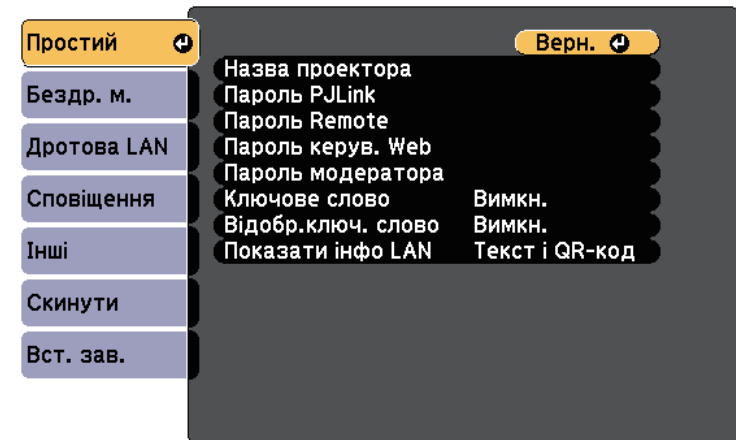 Простий
Бездр. м.
Дротова LAN
Сповіщення
Інші
Скинути
Вст. зав.
Верн.
Назва проектора
Пароль PJLink
Пароль Remote
Пароль керув. Web
Пароль модератора
Ключове слово Вимкн.
Відобр.ключ. слово Вимкн.
Показати інфо LAN Текст і QR-код